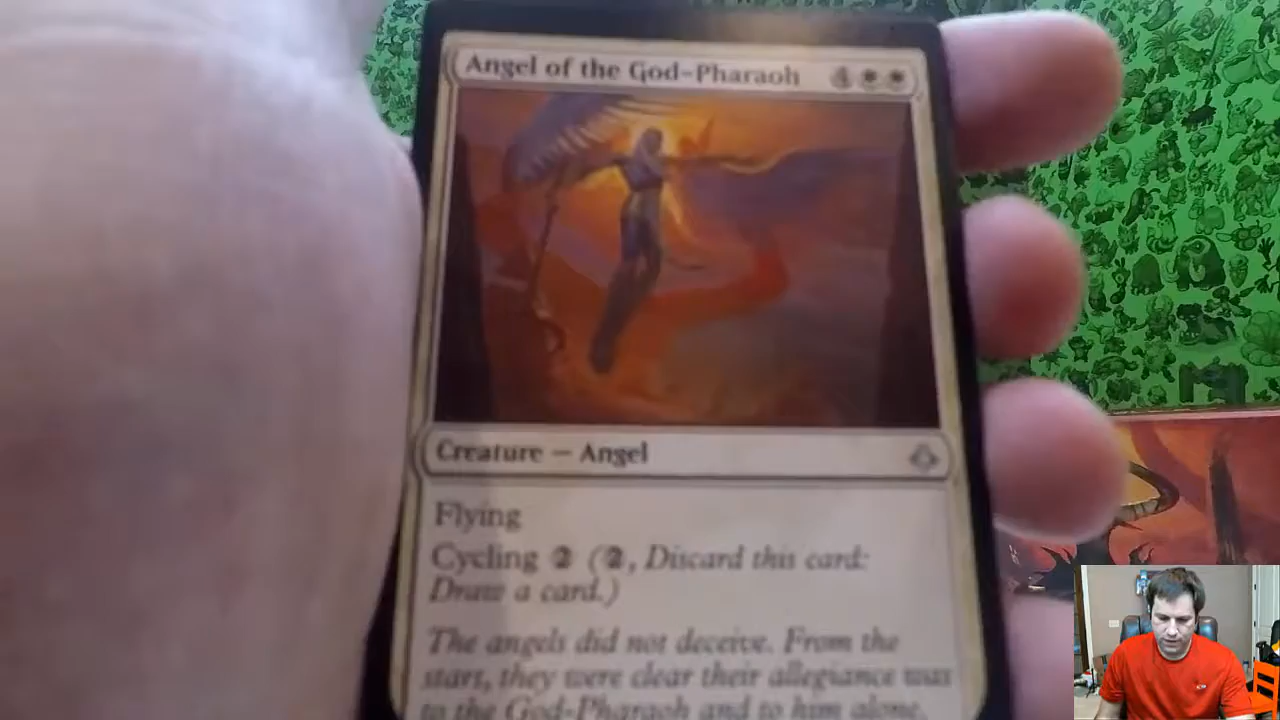 Angel of the God-Pharaoh 4
Creature — Angel
Flying
Cycling 2 (2, Discard this card:
Draw a card.)
The angels did not deceive. From the
start, they were clear their allegiance was
to the God-Pharaoh and to him alone.